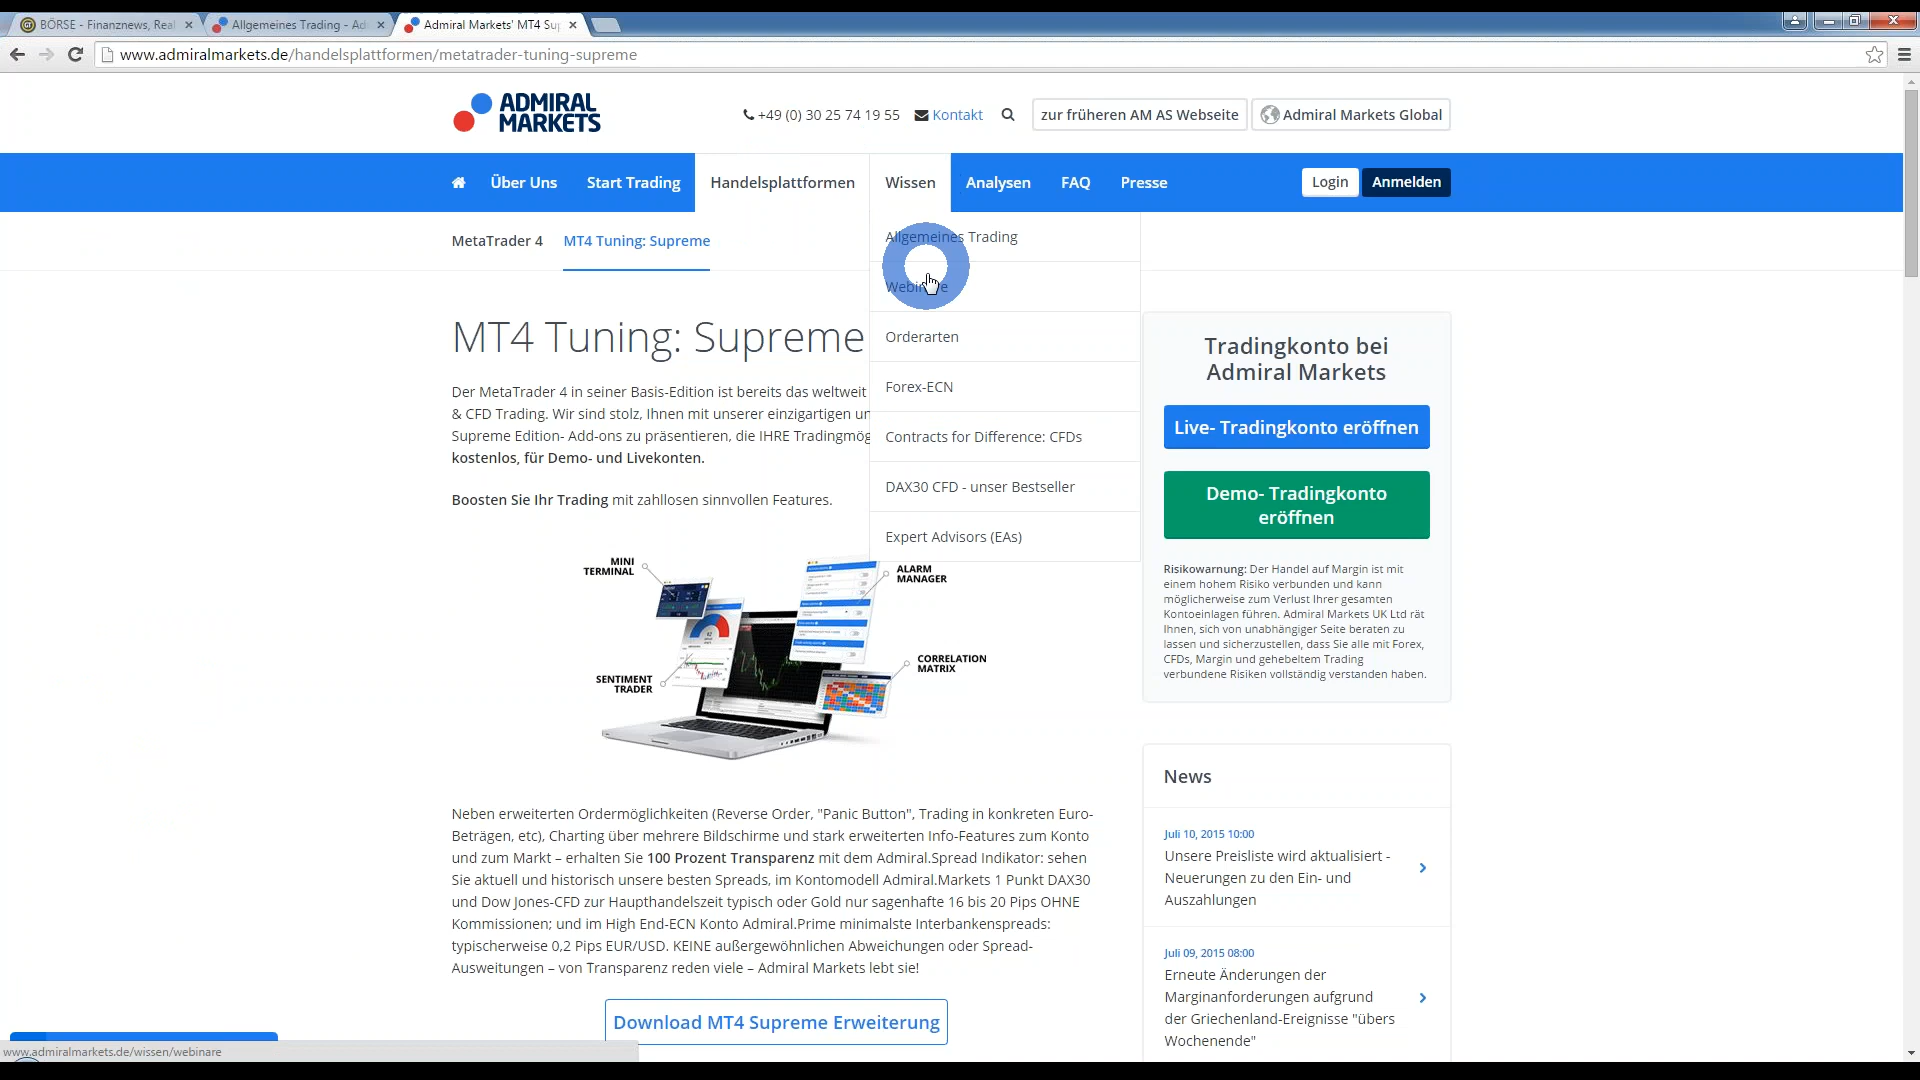 BÖRSE - Finanznews, Rea
Allgemeines Trading - Ad
Admiral Markets' MT4 Su
www.admiralmarkets.de/handelsplattformen/metatrader-tuning-supreme
ADMIRAL
MARKETS
+49 (0) 30 25 74 19 55
Kontakt
zur früheren AM AS Webseite
Admiral Markets Global
Über Uns
Start Trading
Handelsplattformen
Wissen
Analysen
FAQ
Presse
Login
Anmelden
MetaTrader 4
MT4 Tuning: Supreme
Allgemeines Trading
Webinare
Orderarten
Forex-ECN
Contracts for Difference: CFDs
DAX30 CFD - unser Bestseller
Expert Advisors (EAs)
MT4 Tuning: Supreme
Der MetaTrader 4 in seiner Basis-Edition ist bereits das weltweit
& CFD Trading. Wir sind stolz, Ihnen mit unserer einzigartigen un
Supreme Edition- Add-ons zu präsentieren, die IHRE Tradingmög
kostenlos, für Demo- und Livekonten.
Boosten Sie Ihr Trading mit zahllosen sinnvollen Features.
MINI
TERMINAL
ALARM
MANAGER
SENTIMENT
TRADER
CORRELATION
MATRIX
Neben erweiterten Ordermöglichkeiten (Reverse Order, "Panic Button", Trading in konkreten Euro-
Beträgen, etc), Charting über mehrere Bildschirme und stark erweiterten Info-Features zum Konto
und zum Markt – erhalten Sie 100 Prozent Transparenz mit dem Admiral.Spread Indikator: sehen
Sie aktuell und historisch unsere besten Spreads, im Kontomodell Admiral.Markets 1 Punkt DAX30
und Dow Jones-CFD zur Haupthandelszeit typisch oder Gold nur sagenhafte 16 bis 20 Pips OHNE
Kommissionen; und im High End-ECN Konto Admiral.Prime minimalste Interbankenspreads:
typischerweise 0,2 Pips EUR/USD. KEINE außergewöhnlichen Abweichungen oder Spread-
Ausweitungen – von Transparenz reden viele – Admiral Markets lebt sie!
Download MT4 Supreme Erweiterung
Tradingkonto bei
Admiral Markets
Live- Tradingkonto eröffnen
Demo- Tradingkonto
eröffnen
Risikowarnung: Der Handel auf Margin ist mit
einem hohem Risiko verbunden und kann
möglicherweise zum Verlust Ihrer gesamten
Kontoeinlagen führen. Admiral Markets UK Ltd rät
Ihnen, sich von unabhängiger Seite beraten zu
lassen und sicherzustellen, dass Sie alle mit Forex,
CFDs, Margin und gehebeltem Trading
verbundene Risiken vollständig verstanden haben.
News
Juli 10, 2015 10:00
Unsere Preisliste wird aktualisiert -
Neuerungen zu den Ein- und
Auszahlungen
Juli 09, 2015 08:00
Erneute Änderungen der
Marginanforderungen aufgrund
der Griechenland-Ereignisse "übers
Wochenende"
www.admiralmarkets.de/wissen/webinare